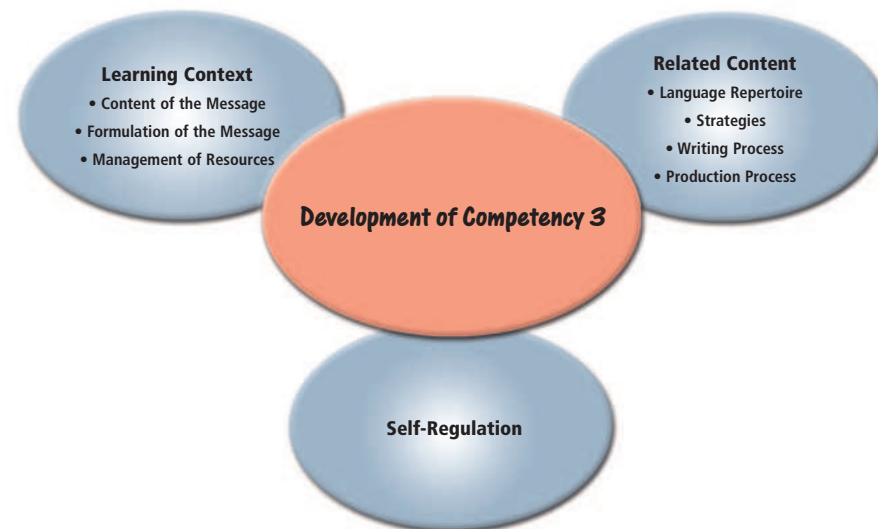 Learning Context
• Content of the Message
• Formulation of the Message
• Management of Resources
Related Content
• Language Repertoire
• Strategies
• Writing Process
• Production Process
Development of Competency 3
Self-Regulation